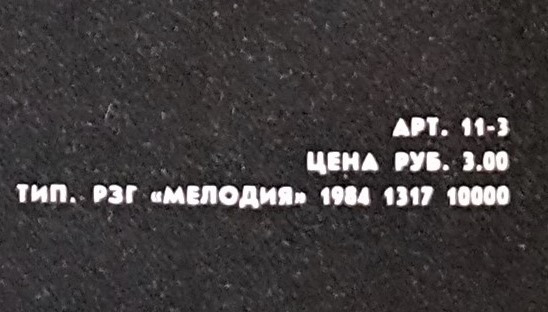 АРТ. 11-3
ЦЕНА РУБ. 3.00
ТИП. РЗГ «МЕЛОДИЯ» 1984 1317 10000